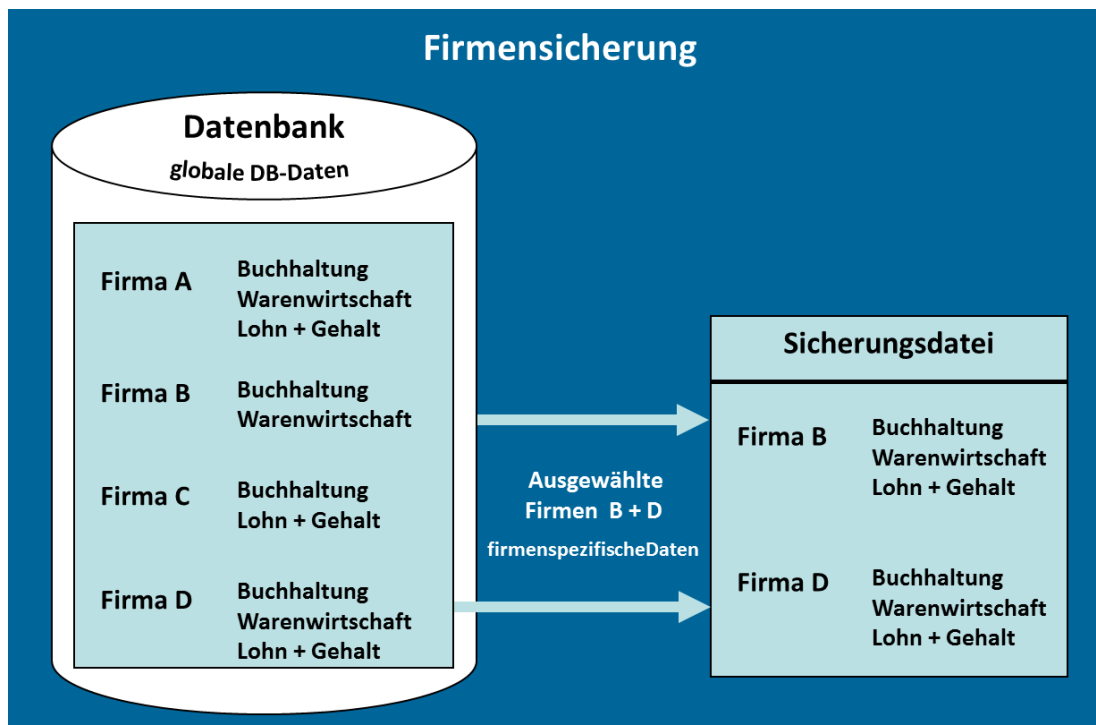 Firmensicherung
Datenbank
globale DB-Daten
Firma A
Buchhaltung
Warenwirtschaft
Lohn + Gehalt
Firma B
Buchhaltung
Warenwirtschaft
Firma C
Buchhaltung
Lohn + Gehalt
Firma D
Buchhaltung
Warenwirtschaft
Lohn + Gehalt
Ausgewählte
Firmen B + D
firmenspezifischeDaten
Sicherungsdatei
Firma B
Buchhaltung
Warenwirtschaft
Lohn + Gehalt
Firma D
Buchhaltung
Warenwirtschaft
Lohn + Gehalt